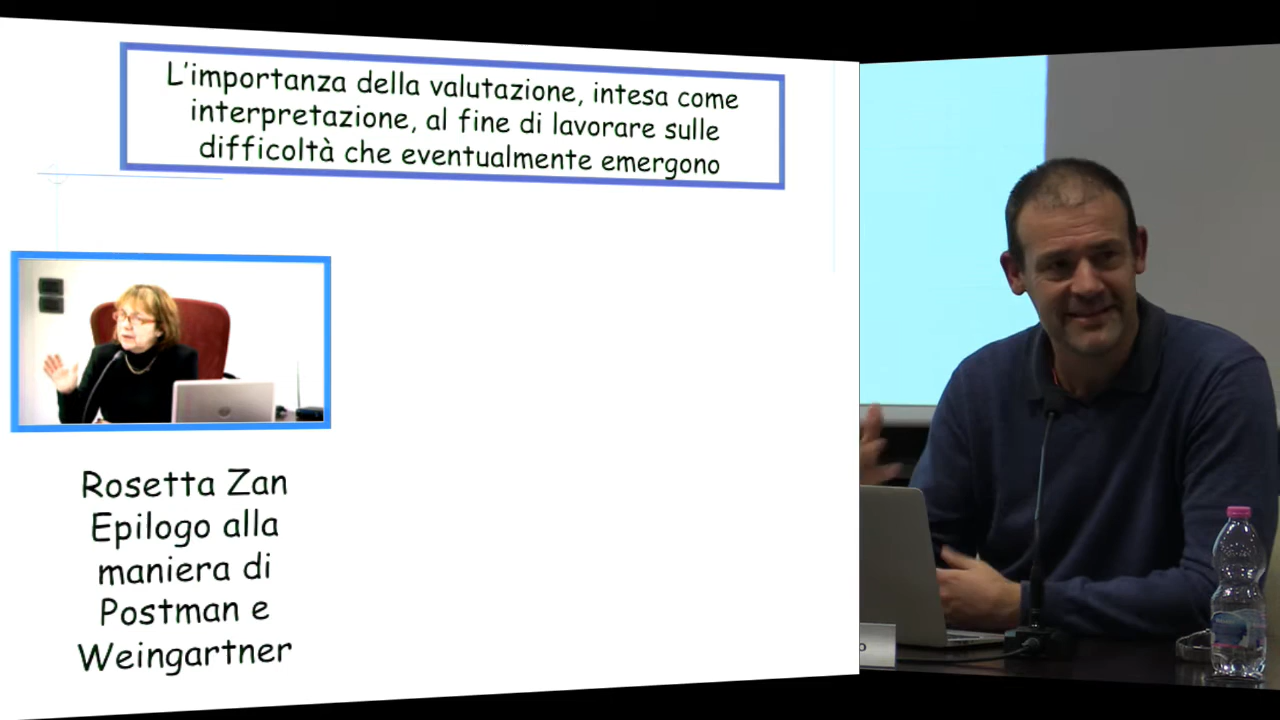 L'importanza della valutazione, intesa come
interpretazione, al fine di lavorare sulle
difficoltà che eventualmente emergono
Rosetta Zan
Epilogo alla
maniera di
Postman e
Weingartner